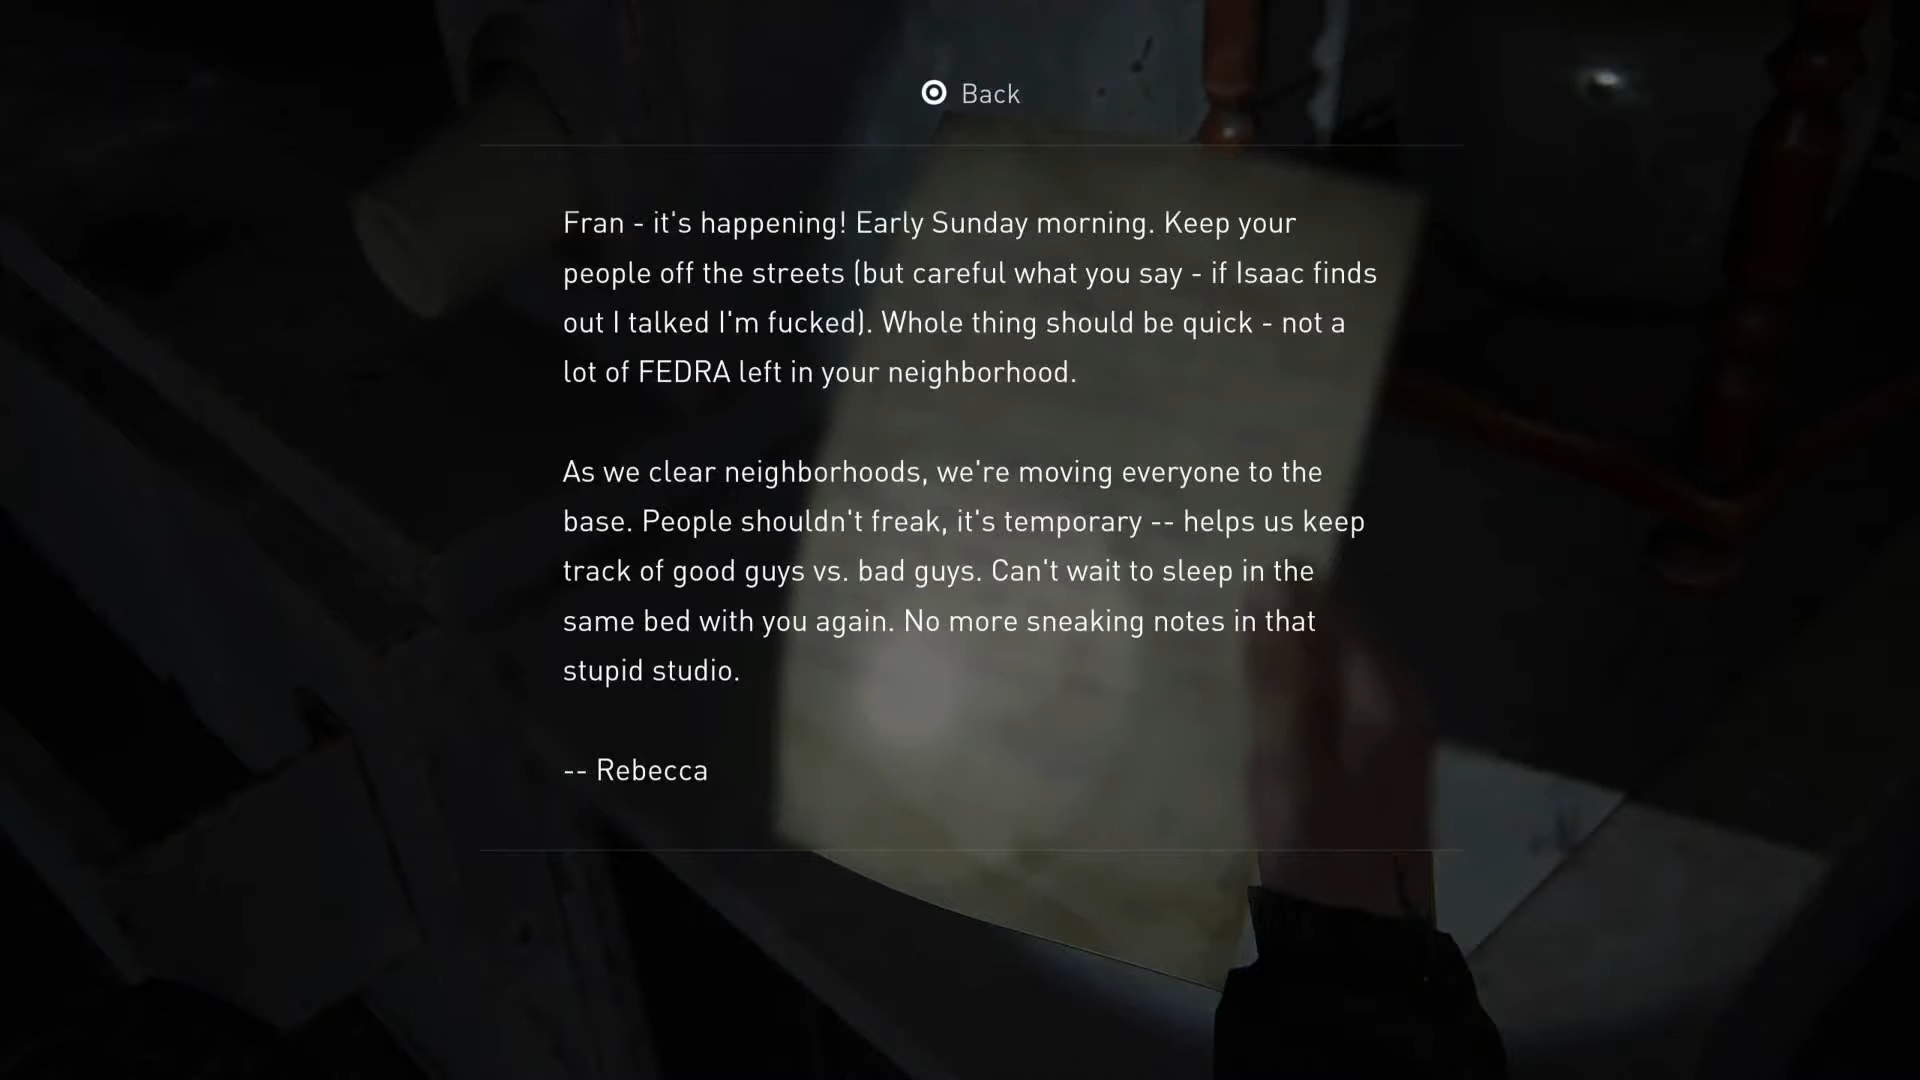 Back
Fran - it's happening! Early Sunday morning. Keep your
people off the streets (but careful what you say - if Isaac finds
out I talked I'm fucked). Whole thing should be quick - not a
lot of FEDRA left in your neighborhood.
As we clear neighborhoods, we're moving everyone to the
base. People shouldn't freak, it's temporary -- helps us keep
track of good guys vs. bad guys. Can't wait to sleep in the
same bed with you again. No more sneaking notes in that
stupid studio.
-- Rebecca